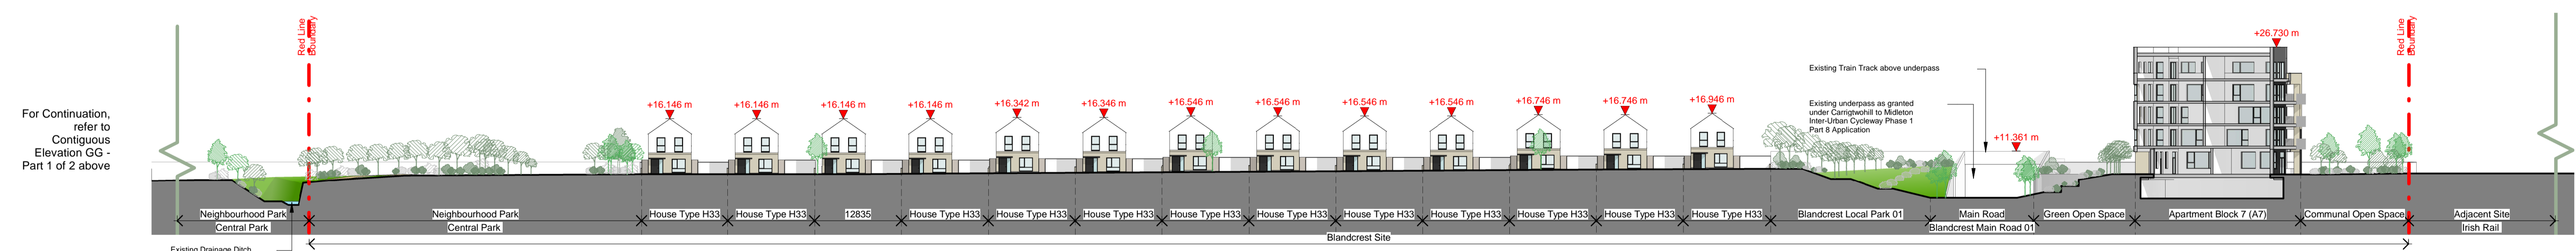 For Continuation,
refer to
Contiguous
Elevation GG -
Part 1 of 2 above
Red Line
Boundary
+16.146 m
+16.146 m
+16.146 m
+16.146 m
+16.342 m
+16.346 m
+16.546 m
+16.546 m
+16.546 m
+16.546 m
+16.746 m
+16.746 m
+16.946 m
Existing Train Track above underpass
Existing underpass as granted
under Carrigtwohill to Midleton
Inter-Urban Cycleway Phase 1
Part 8 Application
+11.361 m
+26.730 m
Red Line
Boundary
Neighbourhood Park
Central Park
Neighbourhood Park
Central Park
House Type H33
House Type H33
12835
House Type H33
House Type H33
House Type H33
House Type H33
House Type H33
House Type H33
House Type H33
House Type H33
House Type H33
House Type H33
Blandcrest Local Park 01
Main Road
Blandcrest Main Road 01
Green Open Space
Apartment Block 7 (A7)
Communal Open Space
Adjacent Site
Irish Rail
Blandcrest Site
Existing Drainage Ditch